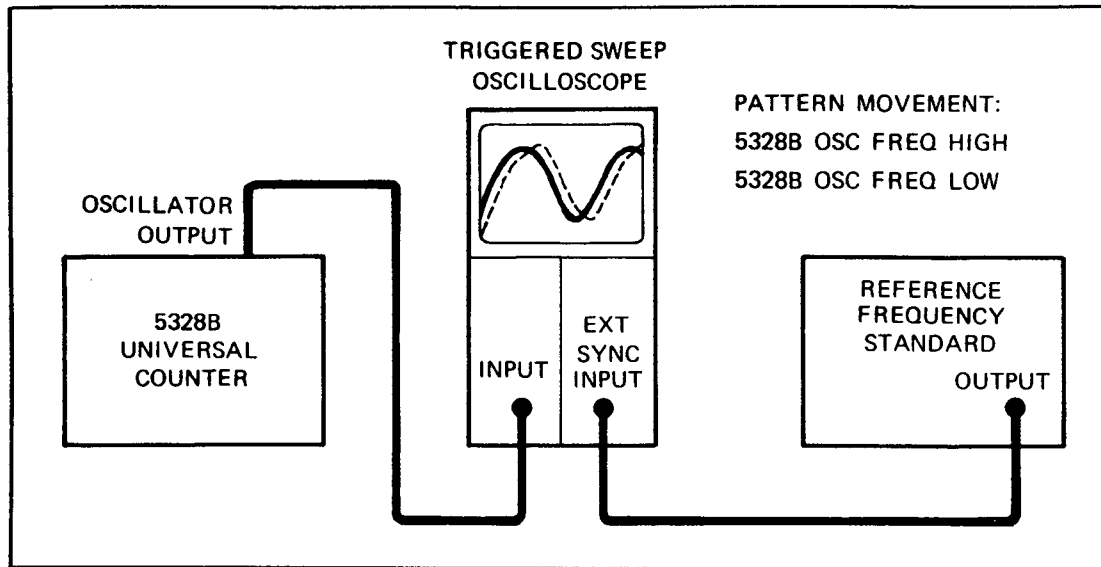 TRIGGERED SWEEP
OSCILLOSCOPE
PATTERN MOVEMENT:
5328B OSC FREQ HIGH
5328B OSC FREQ LOW
OSCILLATOR
OUTPUT
5328B
UNIVERSAL
COUNTER
INPUT
EXT
SYNC
INPUT
REFERENCE
FREQUENCY
STANDARD
OUTPUT